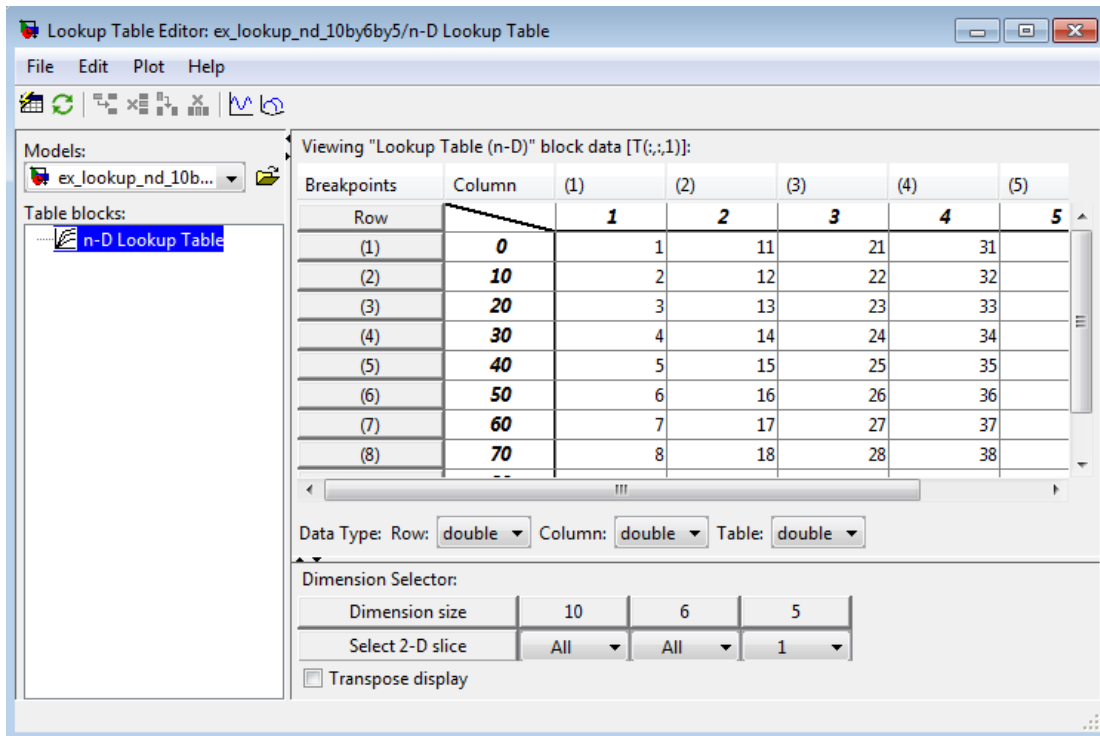 Lookup Table Editor: ex_lookup_nd_10by6by5/n-D Lookup Table
File Edit Plot Help
Models:
ex_lookup_nd_10b...
Table blocks:
n-D Lookup Table
Viewing "Lookup Table (n-D)" block data [T(:,:,1)]:
Breakpoints Column (1) (2) (3) (4) (5)
Row 1 2 3 4 5
(1) 0 1 11 21 31
(2) 10 2 12 22 32
(3) 20 3 13 23 33
(4) 30 4 14 24 34
(5) 40 5 15 25 35
(6) 50 6 16 26 36
(7) 60 7 17 27 37
(8) 70 8 18 28 38
Data Type: Row: double Column: double Table: double
Dimension Selector:
Dimension size 10 6 5
Select 2-D slice All All 1
Transpose display